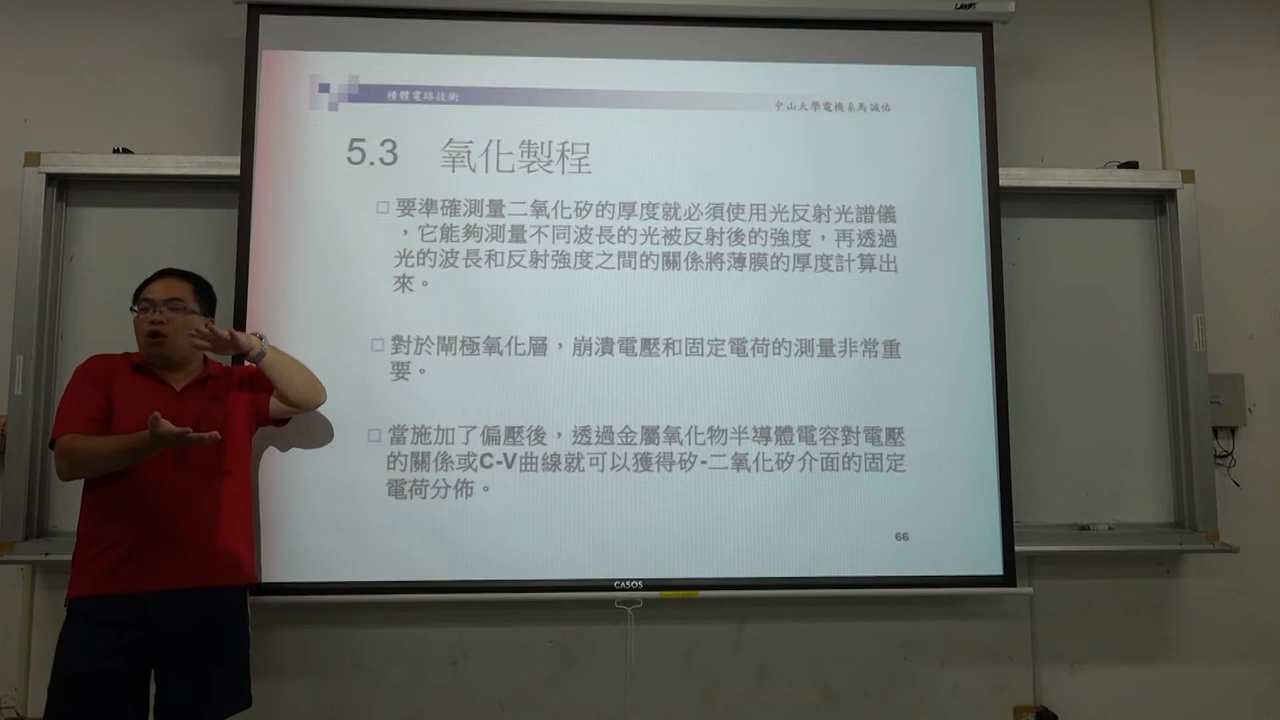 積體電路技術
中山大學電機系馬誠佑
5.3 氧化製程
□ 要準確測量二氧化矽的厚度就必須使用光反射光譜儀
，它能夠測量不同波長的光被反射後的強度，再透過
光的波長和反射強度之間的關係將薄膜的厚度計算出
來。
□ 對於閘極氧化層，崩潰電壓和固定電荷的測量非常重
要。
□ 當施加了偏壓後，透過金屬氧化物半導體電容對電壓
的關係或C-V曲線就可以獲得矽-二氧化矽介面的固定
電荷分佈。
66
CASOS